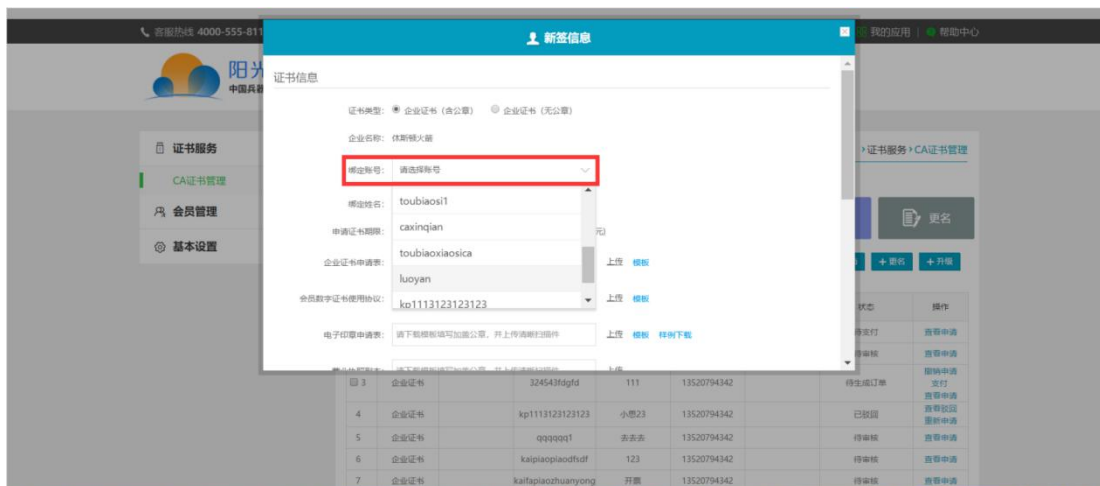 客服热线 4000-555-811
新签信息
我的应用 | 帮助中心
阳光
中国兵器
证书信息
证书类型: 企业证书（含公章） 企业证书（无公章）
企业名称: 休斯顿火箭
证书服务
证书服务>CA证书管理
绑定账号: 请选择账号
CA证书管理
绑定姓名:
toubiaosi1
会员管理
更名
申请证书期限:
caxinqian
元)
基本设置
企业证书申请表:
toubiaoxiaosica
上传 模板
+更名 +升级
luoyan
会员数字证书使用协议:
kp1113123123123
上传 模板
状态 操作
电子印章申请表: 请下载模板填写加盖公章，并上传清晰扫描件 上传 模板 样例下载
待支付 查看申请
待审核 查看申请
3 企业证书 324543fdgfd 111 13520794342 待生成订单 撤销申请
支付
查看申请
4 企业证书 kp1113123123123 小思23 13520794342 已驳回 查看驳回
重新申请
5 企业证书 qqqqqq1 去去去 13520794342 待审核 查看申请
6 企业证书 kaipiaopiaodfsdf 123 13520794342 待审核 查看申请
7 企业证书 kaifapiaozhuanyong 开票 13520794342 待审核 查看申请